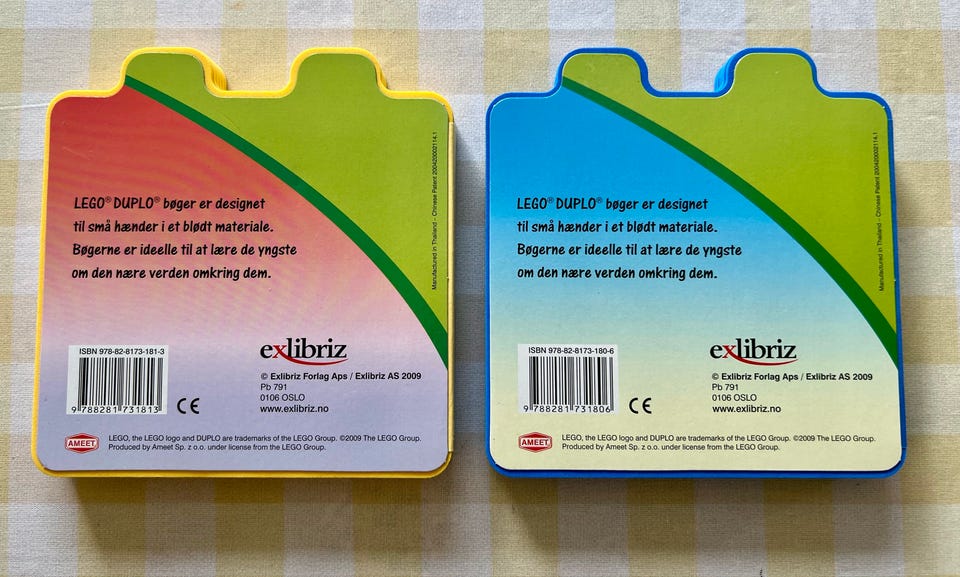 LEGO® DUPLO® bøger er designet
til små hænder i et blødt materiale.
Bøgerne er ideelle til at lære de yngste
om den nære verden omkring dem.
Manufactured in Thailand – Chinese Patent 200420002114.1
ISBN 978-82-8173-181-3
9 788281 731813
CE
exlibriz
© Exlibriz Forlag Aps / Exlibriz AS 2009
Pb 791
0106 OSLO
www.exlibriz.no
AMEET
LEGO, the LEGO logo and DUPLO are trademarks of the LEGO Group. ©2009 The LEGO Group.
Produced by Ameet Sp. z o.o. under license from the LEGO Group.
LEGO® DUPLO® bøger er designet
til små hænder i et blødt materiale.
Bøgerne er ideelle til at lære de yngste
om den nære verden omkring dem.
Manufactured in Thailand – Chinese Patent 200420002114.1
ISBN 978-82-8173-180-6
9 788281 731806
CE
exlibriz
© Exlibriz Forlag Aps / Exlibriz AS 2009
Pb 791
0106 OSLO
www.exlibriz.no
AMEET
LEGO, the LEGO logo and DUPLO are trademarks of the LEGO Group. ©2009 The LEGO Group.
Produced by Ameet Sp. z o.o. under license from the LEGO Group.